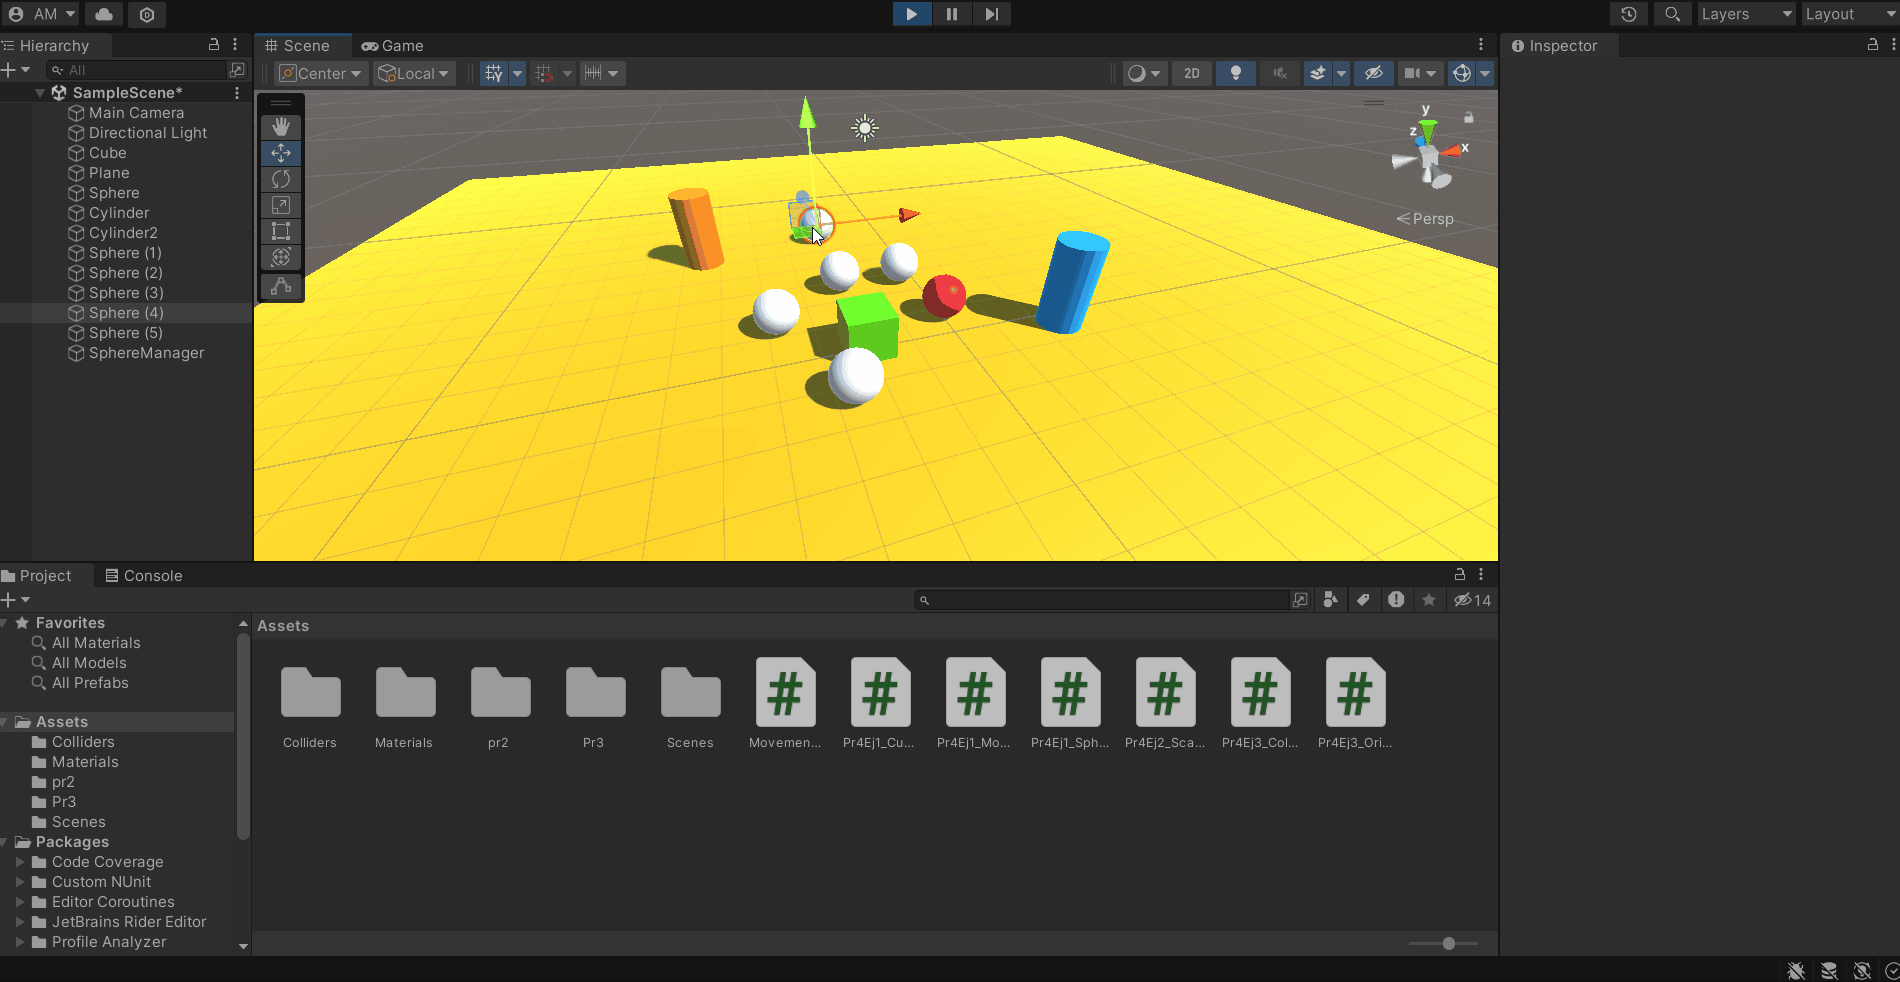 AM
Layers
Layout
Hierarchy
Scene
Game
Inspector
All
Center
Local
2D
SampleScene*
Main Camera
Directional Light
Cube
Plane
Sphere
Cylinder
Cylinder2
Sphere (1)
Sphere (2)
Sphere (3)
Sphere (4)
Sphere (5)
SphereManager
y
z
x
Persp
Project
Console
14
Favorites
All Materials
All Models
All Prefabs
Assets
Colliders
Materials
pr2
Pr3
Scenes
Packages
Code Coverage
Custom NUnit
Editor Coroutines
JetBrains Rider Editor
Profile Analyzer
Assets
Colliders
Materials
pr2
Pr3
Scenes
Movemen...
Pr4Ej1_Cu...
Pr4Ej1_Mo...
Pr4Ej1_Sph...
Pr4Ej2_Sca...
Pr4Ej3_Col...
Pr4Ej3_Ori...